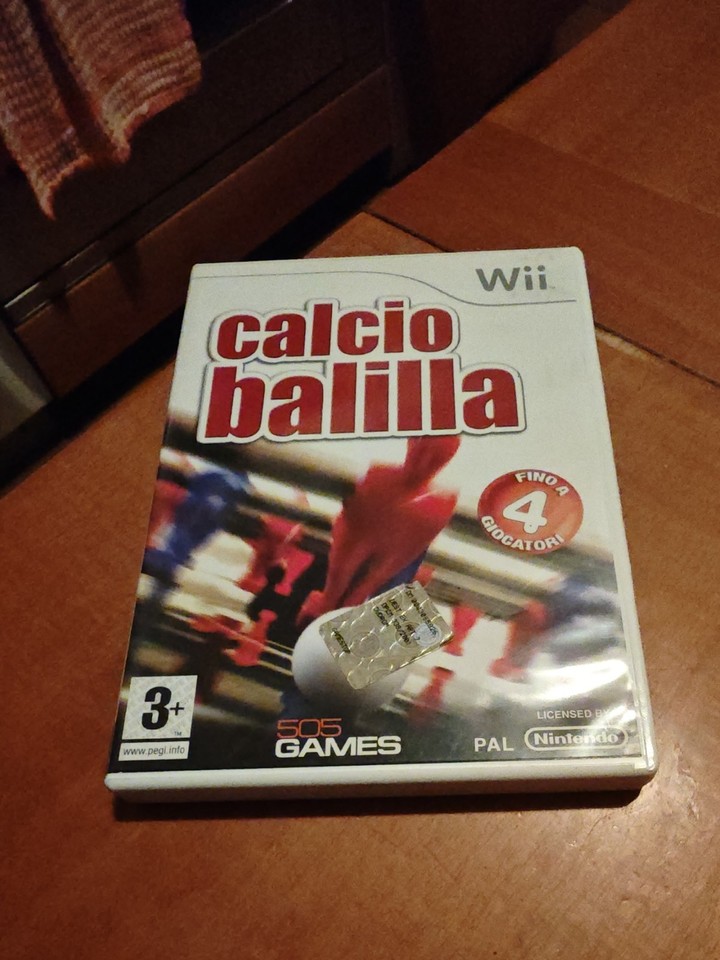 Wii
calcio
balilla
FINO A
4
GIOCATORI
3+
www.pegi.info
505
GAMES
PAL
LICENSED BY
Nintendo